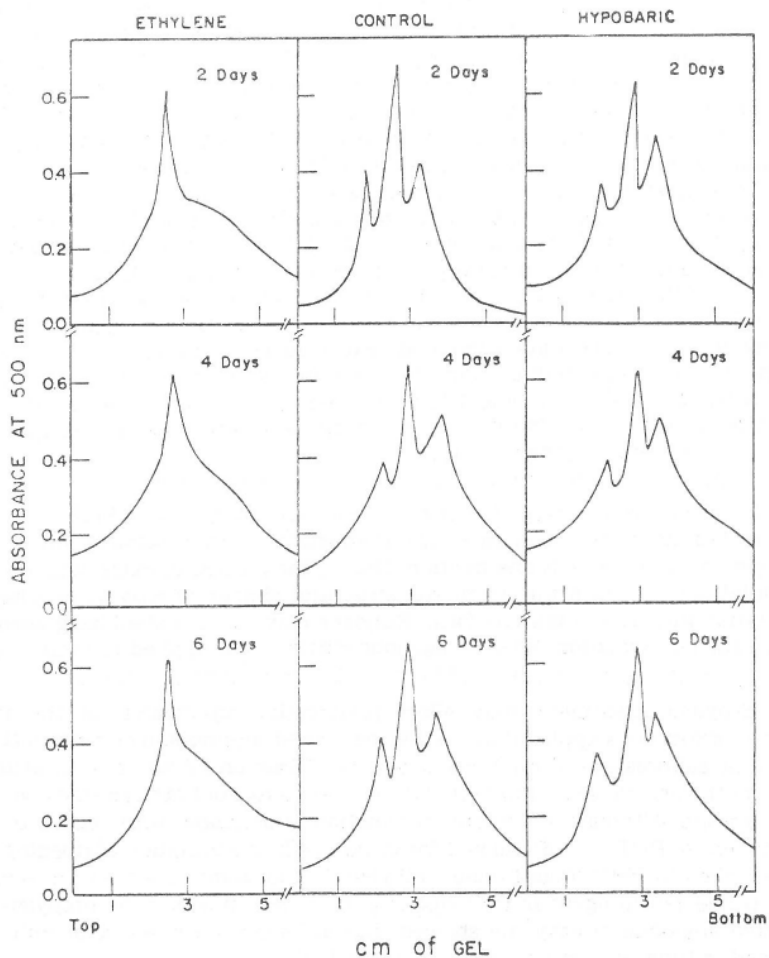 ETHYLENE CONTROL HYPOBARIC
2 Days 2 Days 2 Days
0.6
0.4
0.2
0.0
4 Days 4 Days 4 Days
0.6
0.4
0.2
0.0
6 Days 6 Days 6 Days
0.6
0.4
0.2
0.0
1 3 5 1 3 5 1 3 5
Top Bottom
cm of GEL
ABSORBANCE AT 500 nm